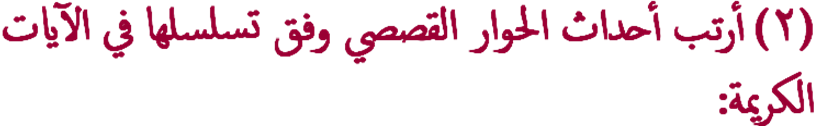 (٢) أرتب أحداث الحوار القصصي وفق تسلسلها في الآيات
الكريمة: